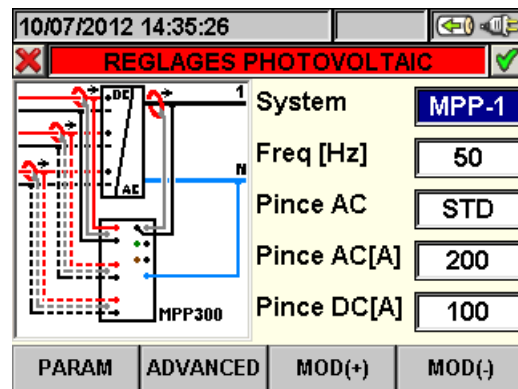 10/07/2012 14:35:26
REGLAGES PHOTOVOLTAIC
DE
1
N
AC
MPP300
System MPP-1
Freq [Hz] 50
Pince AC STD
Pince AC[A] 200
Pince DC[A] 100
PARAM ADVANCED MOD(+) MOD(-)